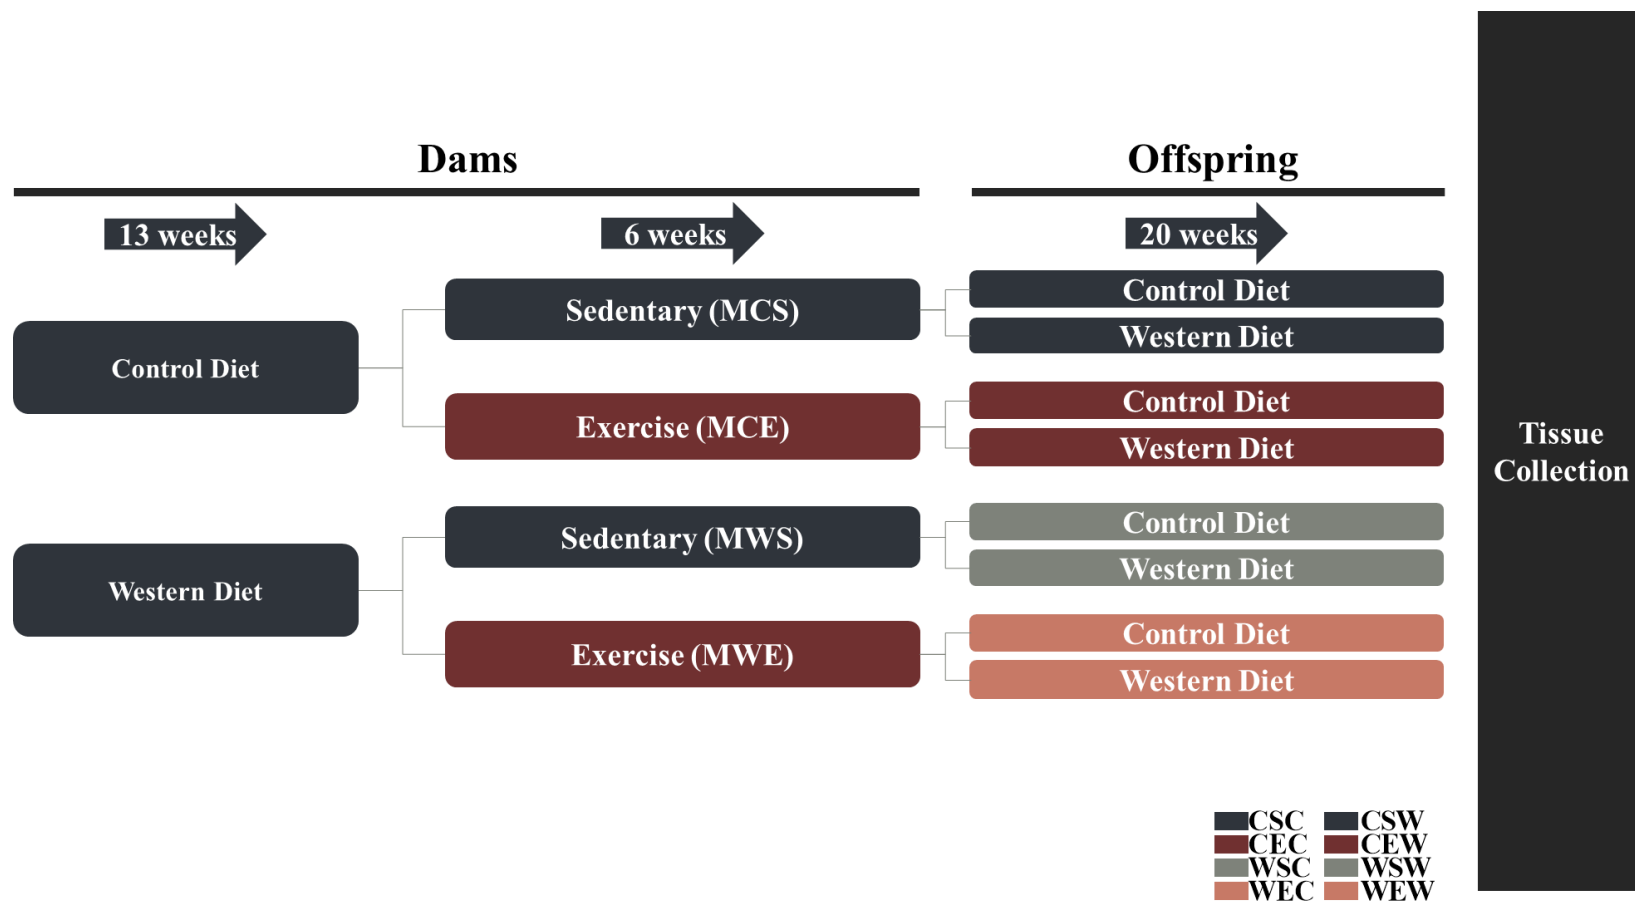 Dams
Offspring
13 weeks
6 weeks
20 weeks
Control Diet
Sedentary (MCS)
Control Diet
Western Diet
Exercise (MCE)
Control Diet
Western Diet
Western Diet
Sedentary (MWS)
Control Diet
Western Diet
Exercise (MWE)
Control Diet
Western Diet
Tissue
Collection
CSC
CSW
CEC
CEW
WSC
WSW
WEC
WEW